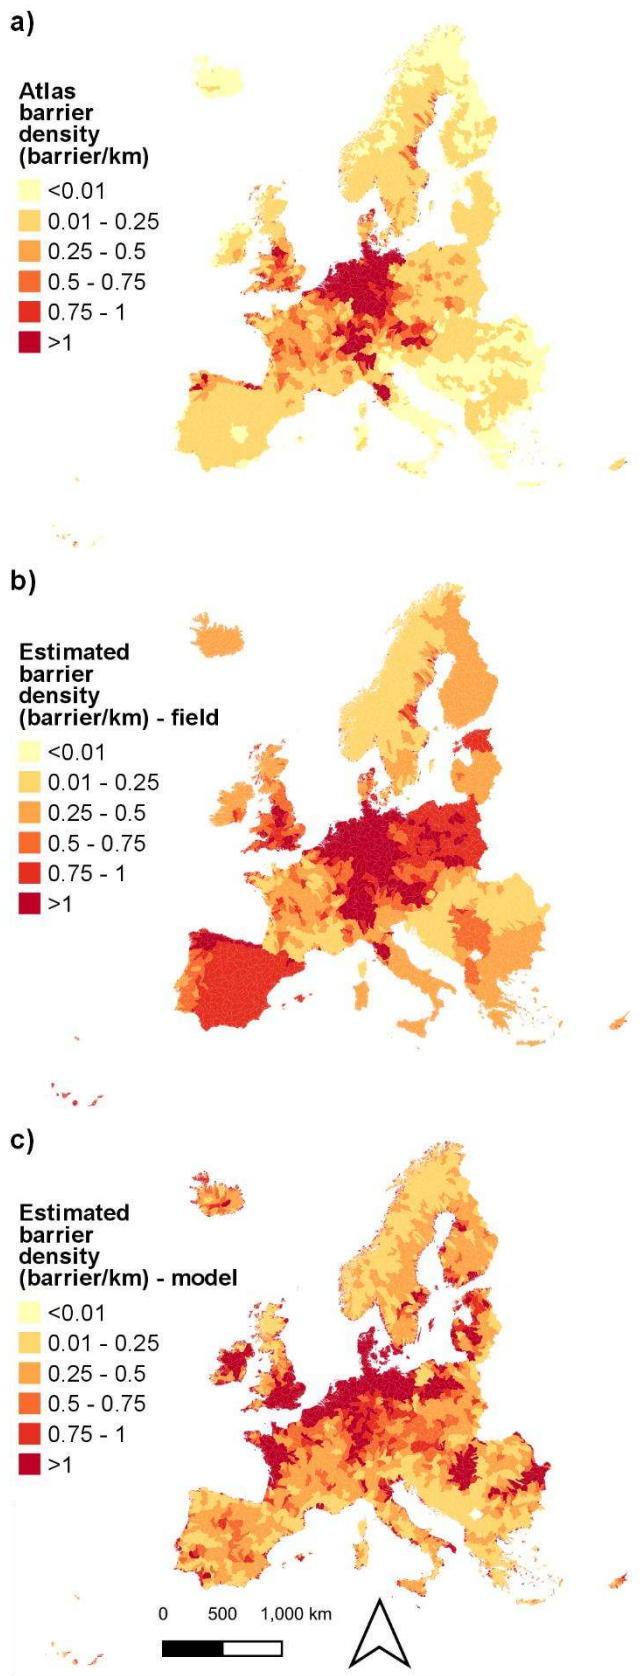 a)
Atlas
barrier
density
(barrier/km)
<0.01
0.01 - 0.25
0.25 - 0.5
0.5 - 0.75
0.75 - 1
>1
b)
Estimated
barrier
density
(barrier/km) - field
<0.01
0.01 - 0.25
0.25 - 0.5
0.5 - 0.75
0.75 - 1
>1
c)
Estimated
barrier
density
(barrier/km) - model
<0.01
0.01 - 0.25
0.25 - 0.5
0.5 - 0.75
0.75 - 1
>1
0 500 1,000 km